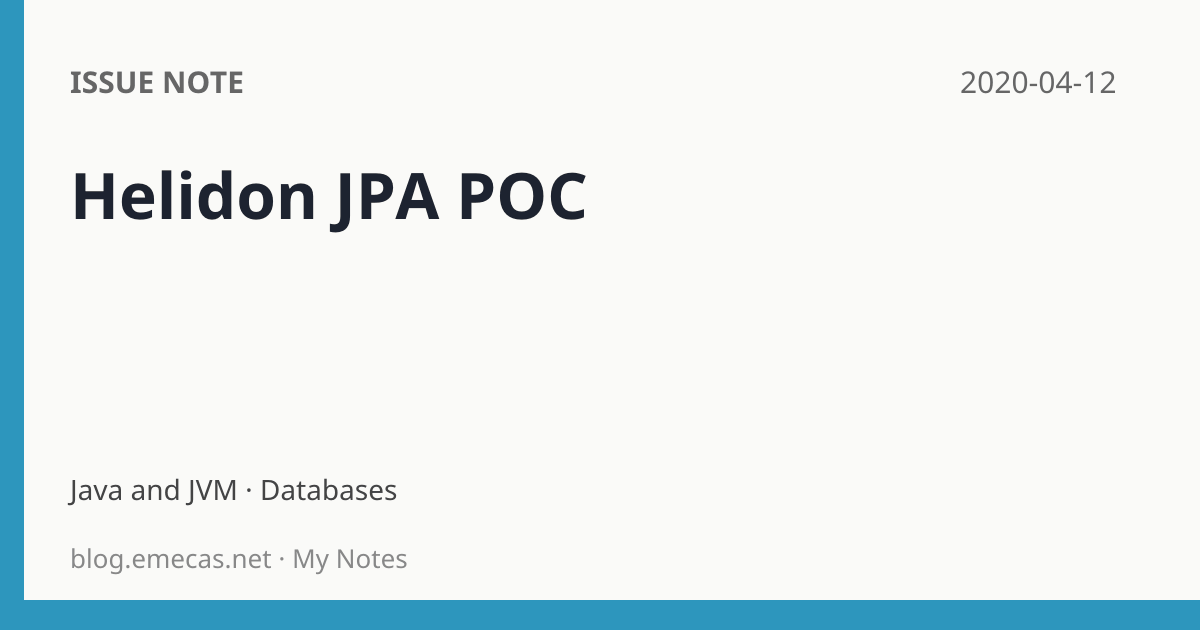 ISSUE NOTE 2020-04-12
Helidon JPA POC
Java and JVM · Databases
blog.emecas.net · My Notes